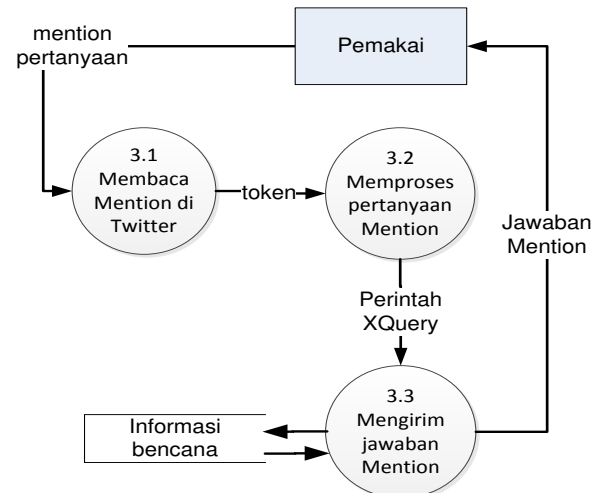 mention
pertanyaan
Pemakai
3.1
Membaca
Mention di
Twitter
token
3.2
Memproses
pertanyaan
Mention
Jawaban
Mention
Perintah
XQuery
3.3
Mengirim
jawaban
Mention
Informasi
bencana